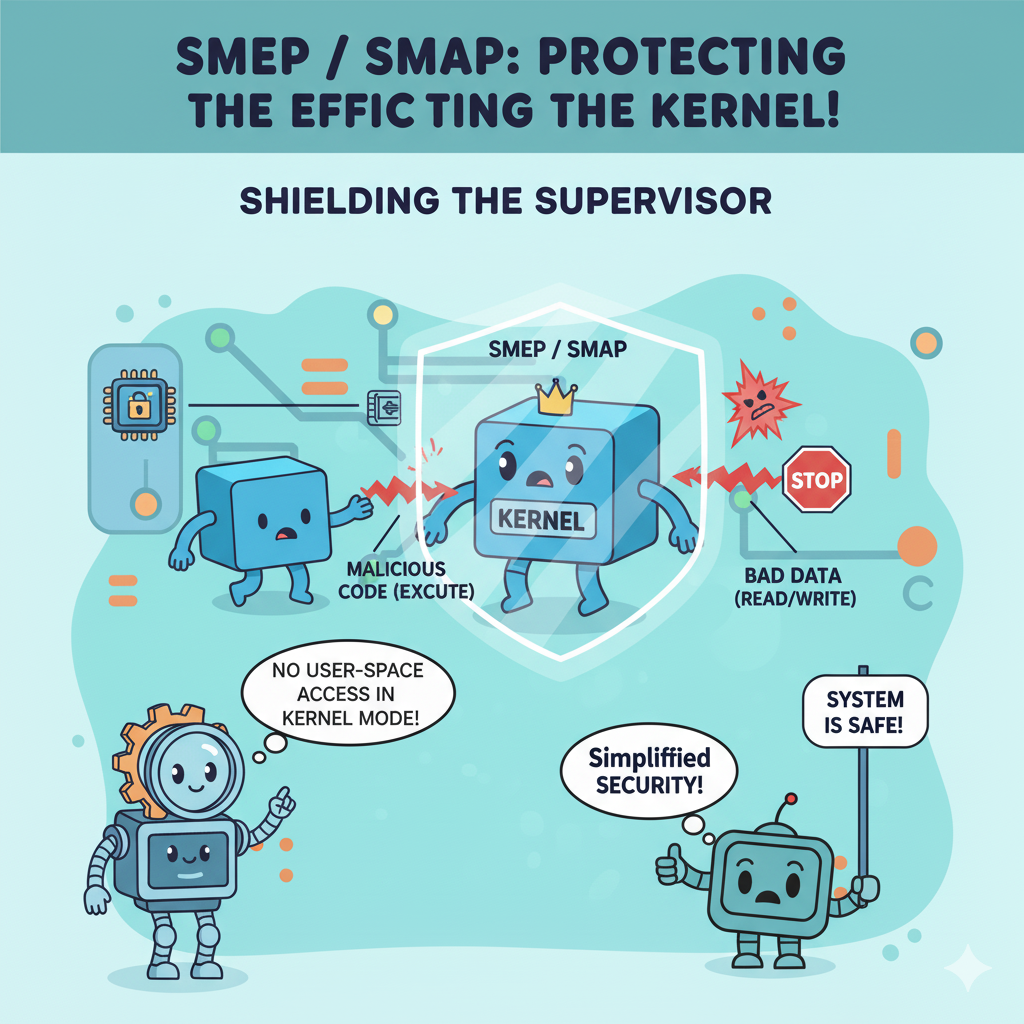 SMEP / SMAP: PROTECTING
THE EFFIC TING THE KERNEL!
SHIELDING THE SUPERVISOR
SMEP / SMAP
STOP
KERNEL
MALICIOUS
CODE (EXCUTE)
BAD DATA
(READ/WRITE)
NO USER-SPACE
ACCESS IN
KERNEL MODE!
SYSTEM
IS SAFE!
Simpliffied
SECURITY!